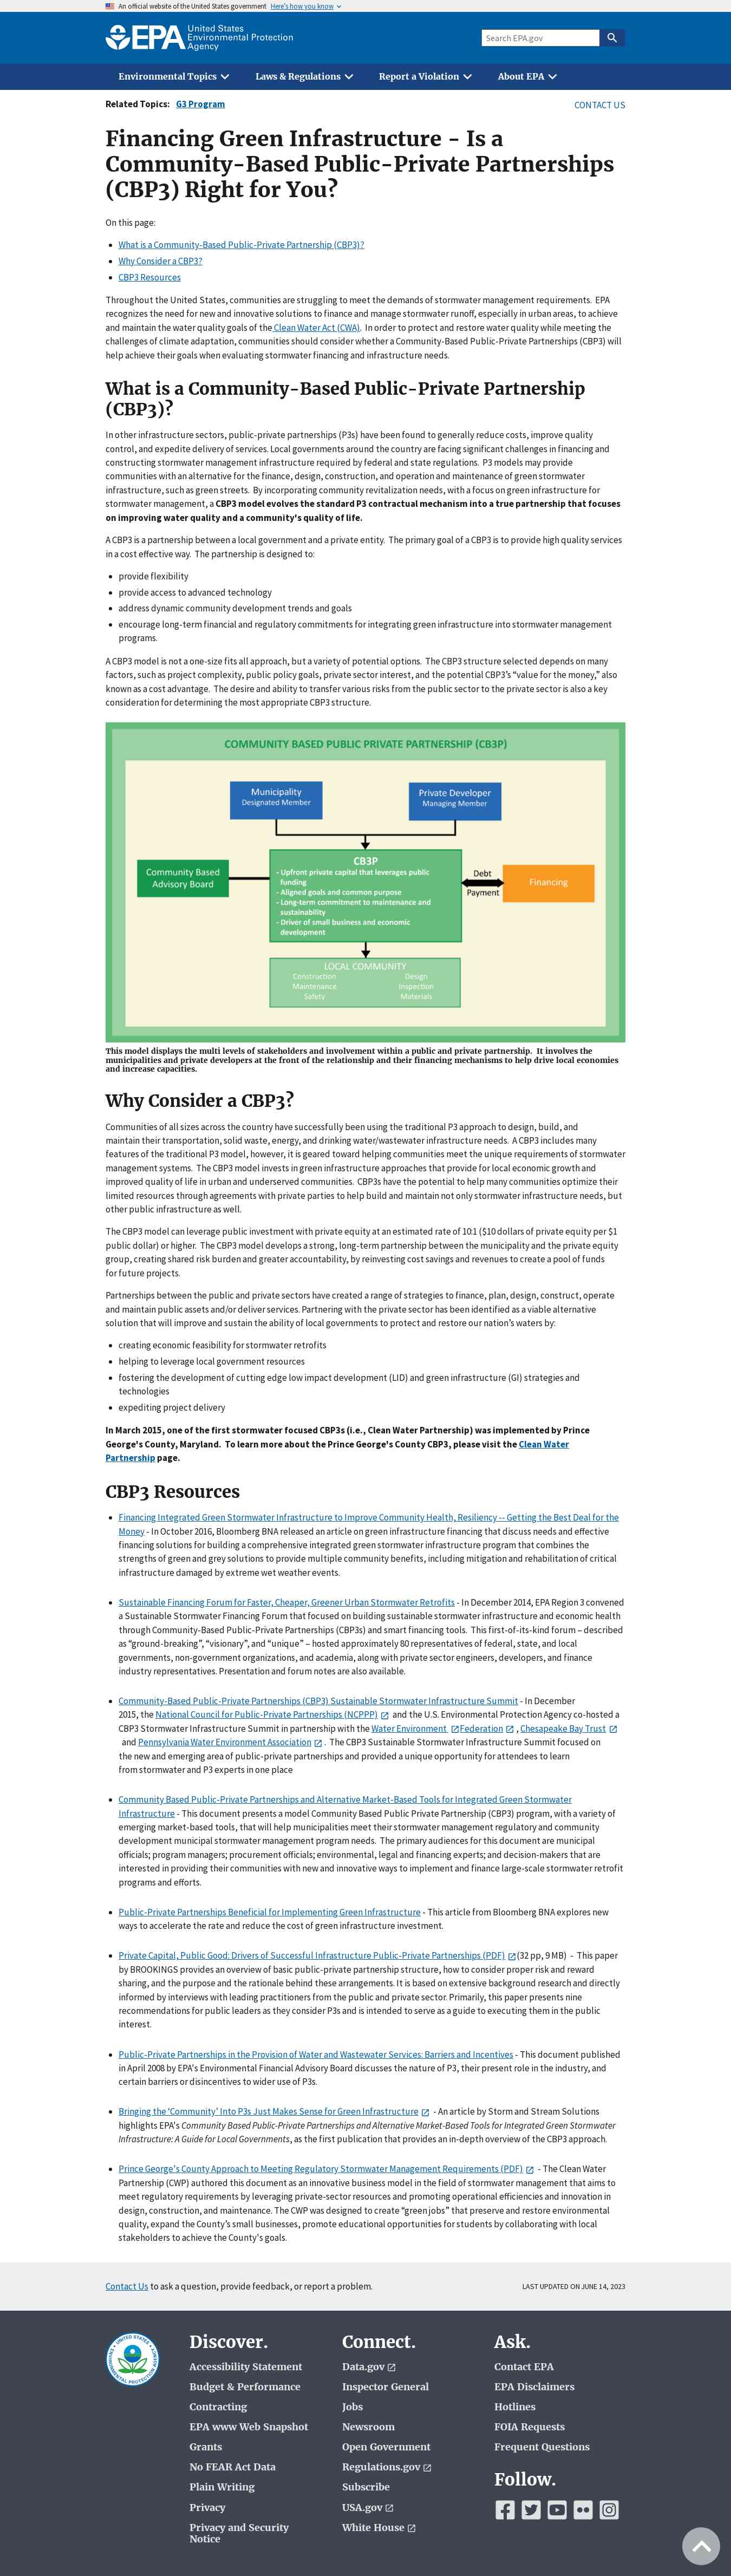 An official website of the United States government Here's how you know
EPA United States
Environmental Protection
Agency
Search EPA.gov
Environmental Topics
Laws & Regulations
Report a Violation
About EPA
Related Topics: G3 Program
CONTACT US
Financing Green Infrastructure - Is a
Community-Based Public-Private Partnerships
(CBP3) Right for You?
On this page:
What is a Community-Based Public-Private Partnership (CBP3)?
Why Consider a CBP3?
CBP3 Resources
Throughout the United States, communities are struggling to meet the demands of stormwater management requirements. EPA
recognizes the need for new and innovative solutions to finance and manage stormwater runoff, especially in urban areas, to achieve
and maintain the water quality goals of the Clean Water Act (CWA). In order to protect and restore water quality while meeting the
challenges of climate adaptation, communities should consider whether a Community-Based Public-Private Partnerships (CBP3) will
help achieve their goals when evaluating stormwater financing and infrastructure needs.
What is a Community-Based Public-Private Partnership
(CBP3)?
In other infrastructure sectors, public-private partnerships (P3s) have been found to generally reduce costs, improve quality
control, and expedite delivery of services. Local governments around the country are facing significant challenges in financing and
constructing stormwater management infrastructure required by federal and state regulations. P3 models may provide
communities with an alternative for the finance, design, construction, and operation and maintenance of green stormwater
infrastructure, such as green streets. By incorporating community revitalization needs, with a focus on green infrastructure for
stormwater management, a CBP3 model evolves the standard P3 contractual mechanism into a true partnership that focuses
on improving water quality and a community's quality of life.
A CBP3 is a partnership between a local government and a private entity. The primary goal of a CBP3 is to provide high quality services
in a cost effective way. The partnership is designed to:
provide flexibility
provide access to advanced technology
address dynamic community development trends and goals
encourage long-term financial and regulatory commitments for integrating green infrastructure into stormwater management
programs.
A CBP3 model is not a one-size fits all approach, but a variety of potential options. The CBP3 structure selected depends on many
factors, such as project complexity, public policy goals, private sector interest, and the potential CBP3's “value for the money,” also
known as a cost advantage. The desire and ability to transfer various risks from the public sector to the private sector is also a key
consideration for determining the most appropriate CBP3 structure.
COMMUNITY BASED PUBLIC PRIVATE PARTNERSHIP (CB3P)
Municipality
Designated Member
Private Developer
Managing Member
Community Based
Advisory Board
CB3P
- Upfront private capital that leverages public
funding
- Aligned goals and common purpose
- Long-term commitment to maintenance and
sustainability
- Driver of small business and economic
development
Debt
Payment
Financing
LOCAL COMMUNITY
Construction Design
Maintenance Inspection
Safety Materials
This model displays the multi levels of stakeholders and involvement within a public and private partnership. It involves the
municipalities and private developers at the front of the relationship and their financing mechanisms to help drive local economies
and increase capacities.
Why Consider a CBP3?
Communities of all sizes across the country have successfully been using the traditional P3 approach to design, build, and
maintain their transportation, solid waste, energy, and drinking water/wastewater infrastructure needs. A CBP3 includes many
features of the traditional P3 model, however, it is geared toward helping communities meet the unique requirements of stormwater
management systems. The CBP3 model invests in green infrastructure approaches that provide for local economic growth and
improved quality of life in urban and underserved communities. CBP3s have the potential to help many communities optimize their
limited resources through agreements with private parties to help build and maintain not only stormwater infrastructure needs, but
other public infrastructure as well.
The CBP3 model can leverage public investment with private equity at an estimated rate of 10:1 ($10 dollars of private equity per $1
public dollar) or higher. The CBP3 model develops a strong, long-term partnership between the municipality and the private equity
group, creating shared risk burden and greater accountability, by reinvesting cost savings and revenues to create a pool of funds
for future projects.
Partnerships between the public and private sectors have created a range of strategies to finance, plan, design, construct, operate
and maintain public assets and/or deliver services. Partnering with the private sector has been identified as a viable alternative
solution that will improve and sustain the ability of local governments to protect and restore our nation's waters by:
creating economic feasibility for stormwater retrofits
helping to leverage local government resources
fostering the development of cutting edge low impact development (LID) and green infrastructure (GI) strategies and
technologies
expediting project delivery
In March 2015, one of the first stormwater focused CBP3s (i.e., Clean Water Partnership) was implemented by Prince
George's County, Maryland. To learn more about the Prince George's County CBP3, please visit the Clean Water
Partnership page.
CBP3 Resources
Financing Integrated Green Stormwater Infrastructure to Improve Community Health, Resiliency -- Getting the Best Deal for the
Money - In October 2016, Bloomberg BNA released an article on green infrastructure financing that discuss needs and effective
financing solutions for building a comprehensive integrated green stormwater infrastructure program that combines the
strengths of green and grey solutions to provide multiple community benefits, including mitigation and rehabilitation of critical
infrastructure damaged by extreme wet weather events.
Sustainable Financing Forum for Faster, Cheaper, Greener Urban Stormwater Retrofits - In December 2014, EPA Region 3 convened
a Sustainable Stormwater Financing Forum that focused on building sustainable stormwater infrastructure and economic health
through Community-Based Public-Private Partnerships (CBP3s) and smart financing tools. This first-of-its-kind forum – described
as “ground-breaking”, “visionary”, and “unique” – hosted approximately 80 representatives of federal, state, and local
governments, non-government organizations, and academia, along with private sector engineers, developers, and finance
industry representatives. Presentation and forum notes are also available.
Community-Based Public-Private Partnerships (CBP3) Sustainable Stormwater Infrastructure Summit - In December
2015, the National Council for Public-Private Partnerships (NCPPP) and the U.S. Environmental Protection Agency co-hosted a
CBP3 Stormwater Infrastructure Summit in partnership with the Water Environment Federation , Chesapeake Bay Trust
and Pennsylvania Water Environment Association . The CBP3 Sustainable Stormwater Infrastructure Summit focused on
the new and emerging area of public-private partnerships and provided a unique opportunity for attendees to learn
from stormwater and P3 experts in one place
Community Based Public-Private Partnerships and Alternative Market-Based Tools for Integrated Green Stormwater
Infrastructure - This document presents a model Community Based Public Private Partnership (CBP3) program, with a variety of
emerging market-based tools, that will help municipalities meet their stormwater management regulatory and community
development municipal stormwater management program needs. The primary audiences for this document are municipal
officials; program managers; procurement officials; environmental, legal and financing experts; and decision-makers that are
interested in providing their communities with new and innovative ways to implement and finance large-scale stormwater retrofit
programs and efforts.
Public-Private Partnerships Beneficial for Implementing Green Infrastructure - This article from Bloomberg BNA explores new
ways to accelerate the rate and reduce the cost of green infrastructure investment.
Private Capital, Public Good: Drivers of Successful Infrastructure Public-Private Partnerships (PDF) (32 pp, 9 MB) - This paper
by BROOKINGS provides an overview of basic public-private partnership structure, how to consider proper risk and reward
sharing, and the purpose and the rationale behind these arrangements. It is based on extensive background research and directly
informed by interviews with leading practitioners from the public and private sector. Primarily, this paper presents nine
recommendations for public leaders as they consider P3s and is intended to serve as a guide to executing them in the public
interest.
Public-Private Partnerships in the Provision of Water and Wastewater Services: Barriers and Incentives - This document published
in April 2008 by EPA's Environmental Financial Advisory Board discusses the nature of P3, their present role in the industry, and
certain barriers or disincentives to wider use of P3s.
Bringing the ‘Community’ Into P3s Just Makes Sense for Green Infrastructure - An article by Storm and Stream Solutions
highlights EPA's Community Based Public-Private Partnerships and Alternative Market-Based Tools for Integrated Green Stormwater
Infrastructure: A Guide for Local Governments, as the first publication that provides an in-depth overview of the CBP3 approach.
Prince George's County Approach to Meeting Regulatory Stormwater Management Requirements (PDF) - The Clean Water
Partnership (CWP) authored this document as an innovative business model in the field of public private partnerships, that aims to
meet regulatory requirements by leveraging private-sector resources and promoting operational efficiencies and innovation in
design, construction, and maintenance. The CWP was designed to create “green jobs” that preserve and restore environmental
quality, expand the County’s small businesses, promote educational opportunities for students by collaborating with local
stakeholders to achieve the County's goals.
Contact Us to ask a question, provide feedback, or report a problem.
LAST UPDATED ON JUNE 14, 2023
UNITED STATES
ENVIRONMENTAL PROTECTION AGENCY
Discover.
Accessibility Statement
Budget & Performance
Contracting
EPA www Web Snapshot
Grants
No FEAR Act Data
Plain Writing
Privacy
Privacy and Security
Notice
Connect.
Data.gov
Inspector General
Jobs
Newsroom
Open Government
Regulations.gov
Subscribe
USA.gov
White House
Ask.
Contact EPA
EPA Disclaimers
Hotlines
FOIA Requests
Frequent Questions
Follow.